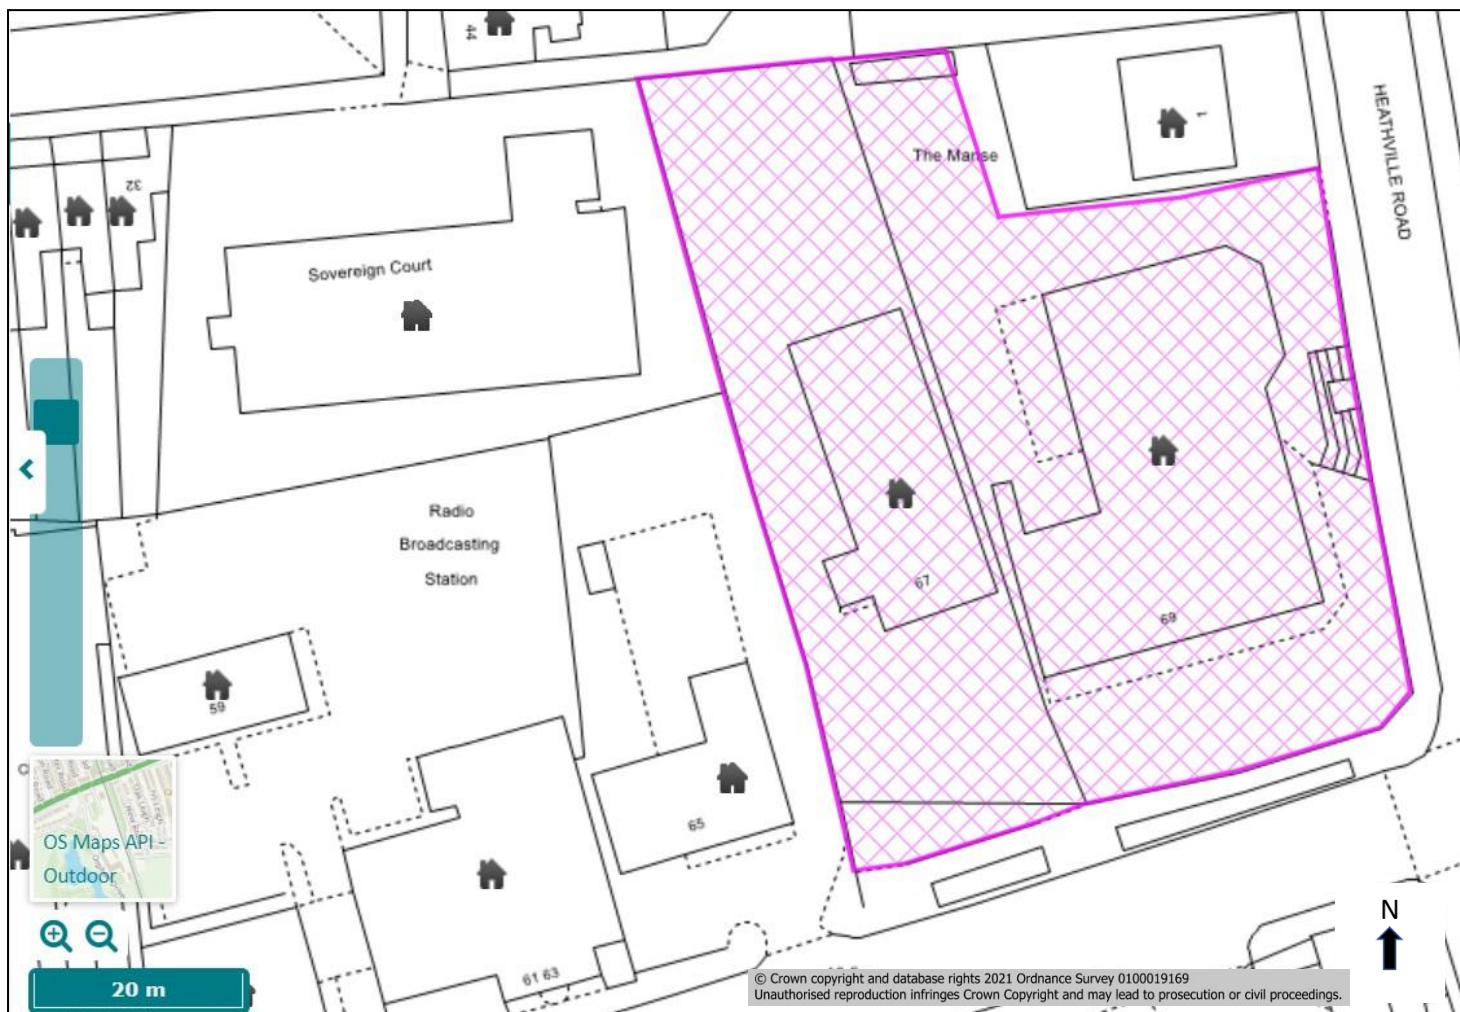 44
HEATHVILLE ROAD
1
The Manse
32
Sovereign Court
Radio
Broadcasting
Station
67
69
59
65
61 63
OS Maps API -
Outdoor
20 m
N
© Crown copyright and database rights 2021 Ordnance Survey 0100019169
Unauthorised reproduction infringes Crown Copyright and may lead to prosecution or civil proceedings.